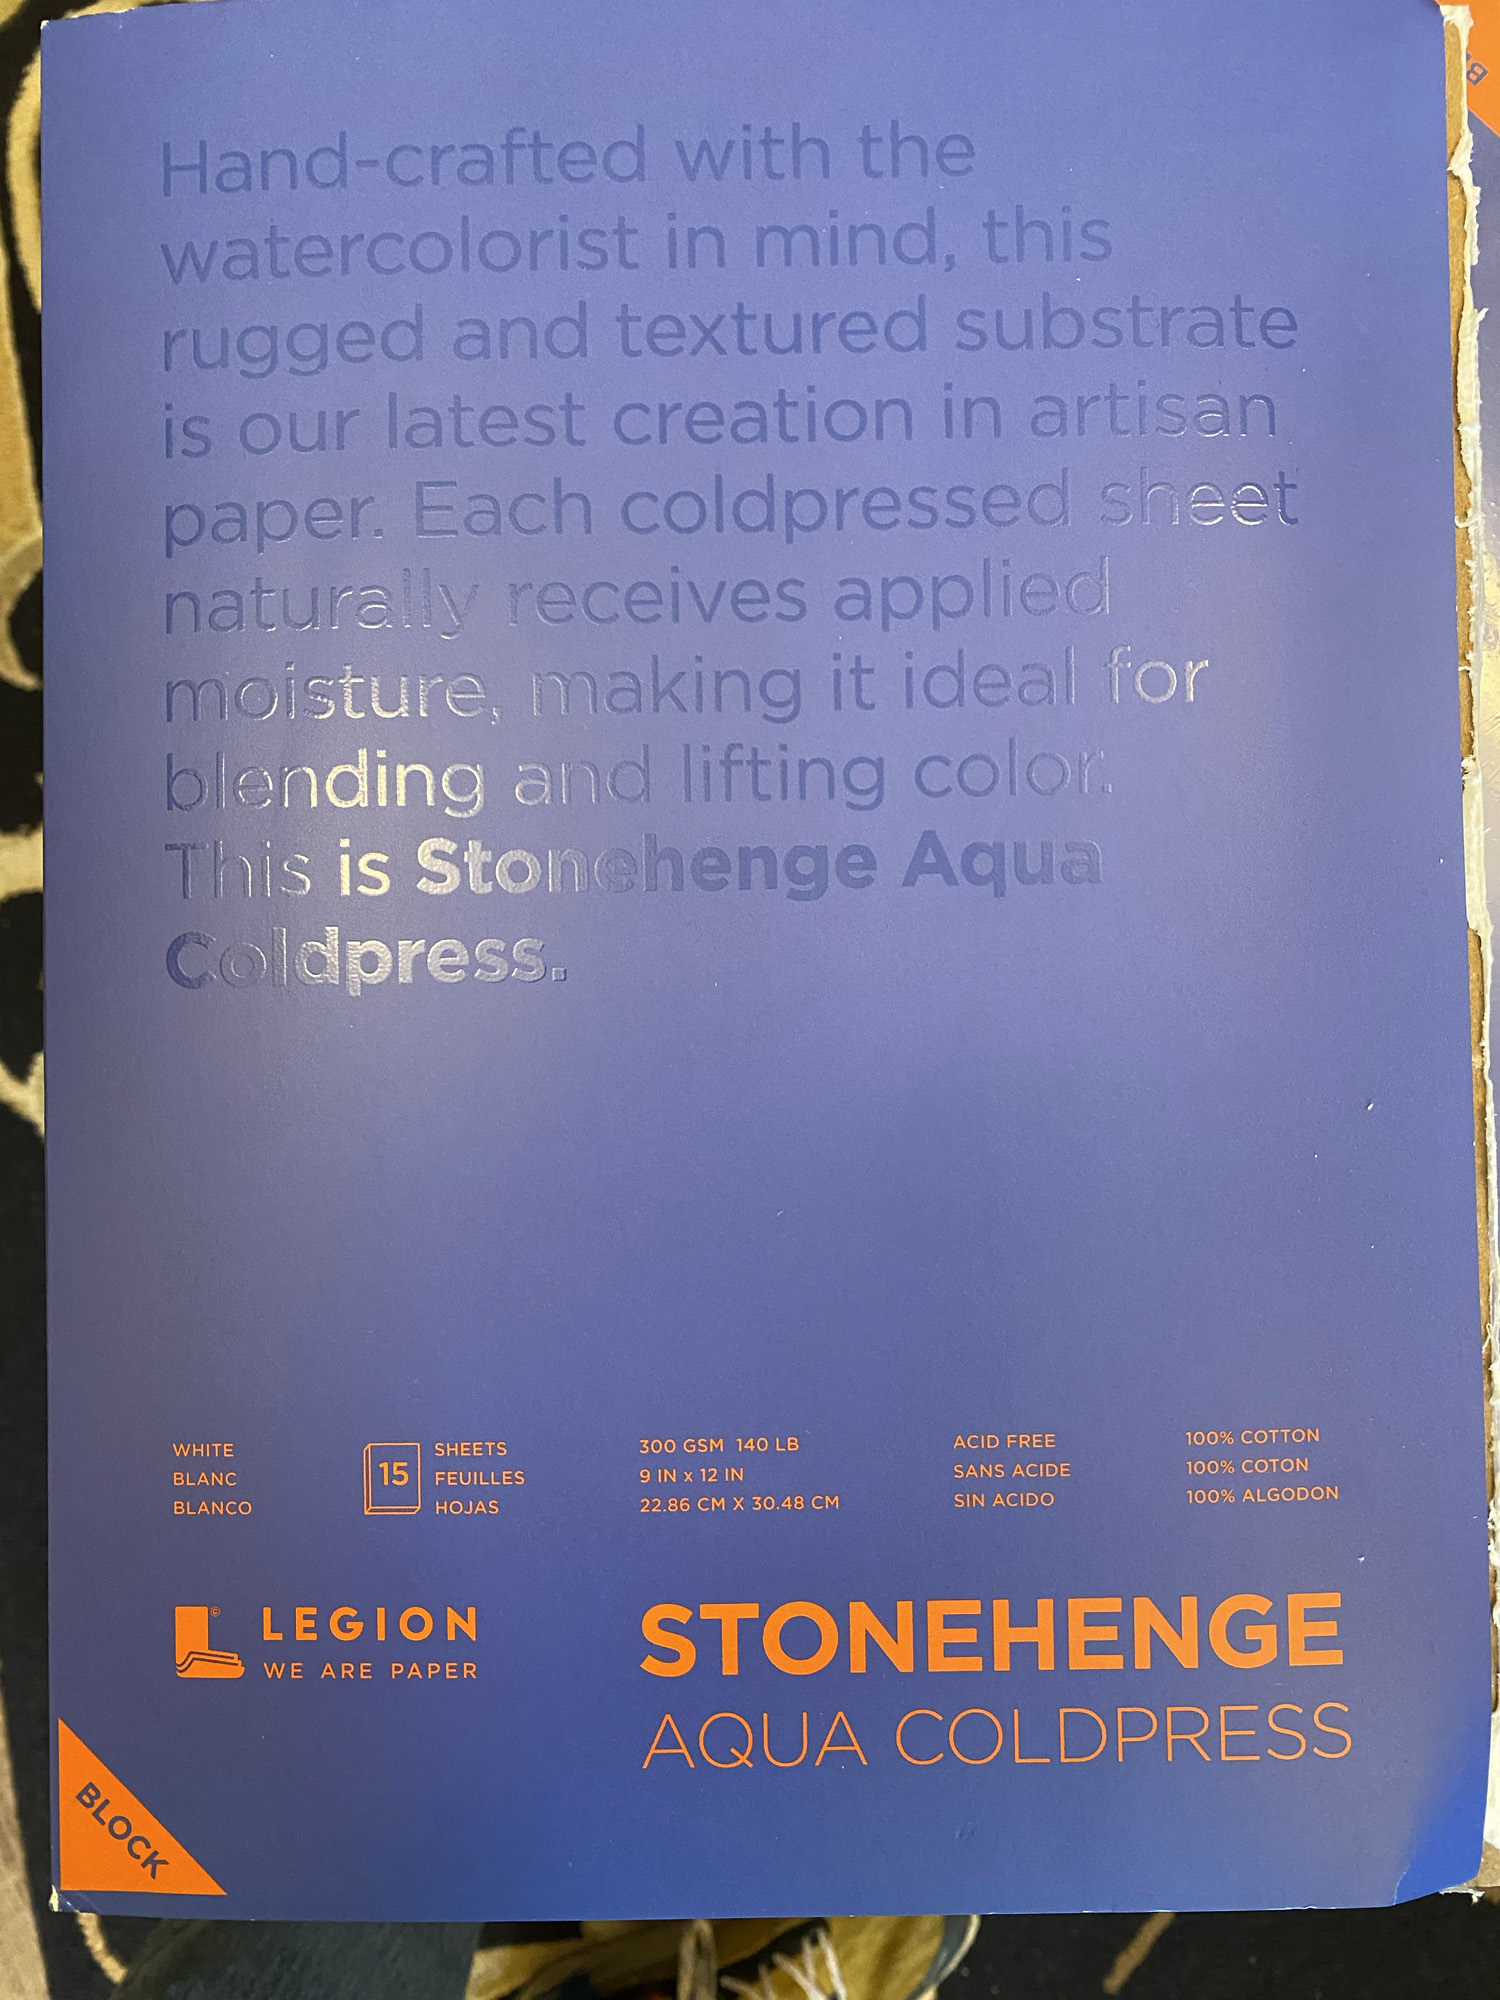 Hand-crafted with the
watercolorist in mind, this
rugged and textured substrate
is our latest creation in artisan
paper. Each coldpressed sheet
naturally receives applied
moisture, making it ideal for
blending and lifting color.
This is Stonehenge Aqua
Coldpress.
WHITE
BLANC
BLANCO
15
SHEETS
FEUILLES
HOJAS
300 GSM 140 LB
9 IN x 12 IN
22.86 CM X 30.48 CM
ACID FREE
SANS ACIDE
SIN ACIDO
100% COTTON
100% COTON
100% ALGODON
©
LEGION
WE ARE PAPER
STONEHENGE
AQUA COLDPRESS
BLOCK